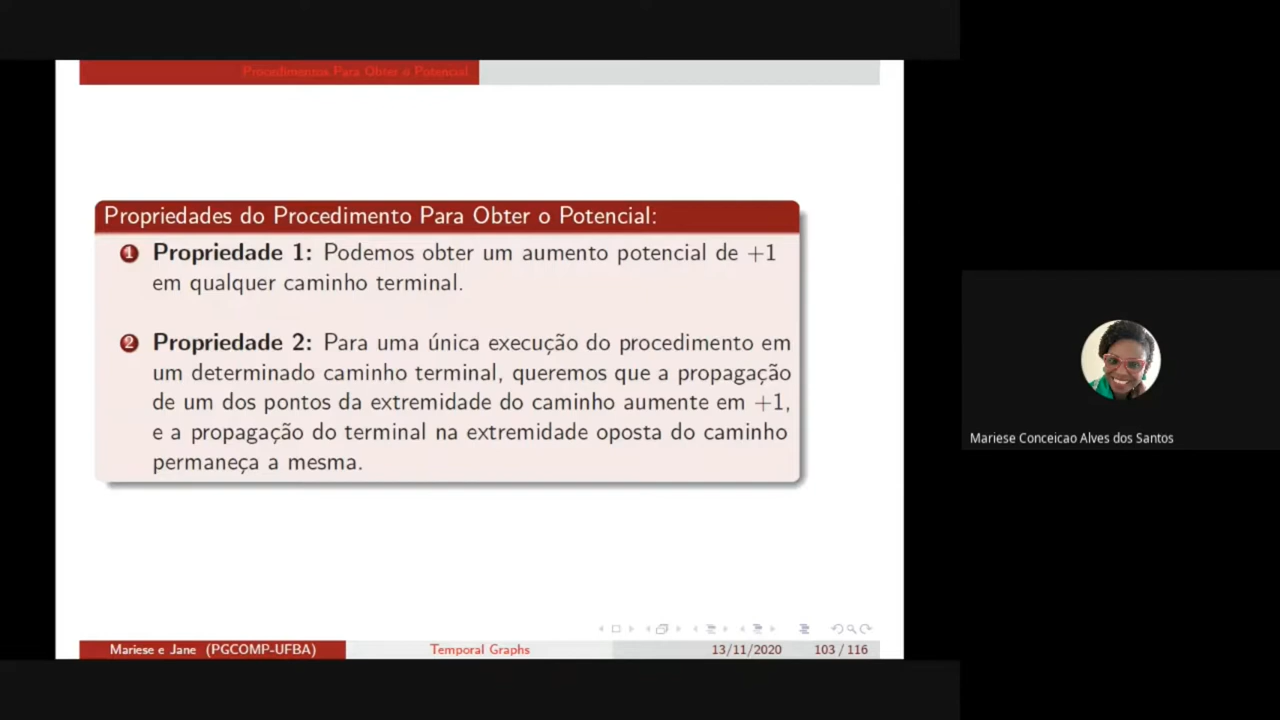 Procedimentos Para Obter o Potencial
Propriedades do Procedimento Para Obter o Potencial:
1 Propriedade 1: Podemos obter um aumento potencial de +1
em qualquer caminho terminal.
2 Propriedade 2: Para uma única execução do procedimento em
um determinado caminho terminal, queremos que a propagação
de um dos pontos da extremidade do caminho aumente em +1,
e a propagação do terminal na extremidade oposta do caminho
permaneça a mesma.
Mariese Conceicao Alves dos Santos
Mariese e Jane (PGCOMP-UFBA) Temporal Graphs 13/11/2020 103 / 116